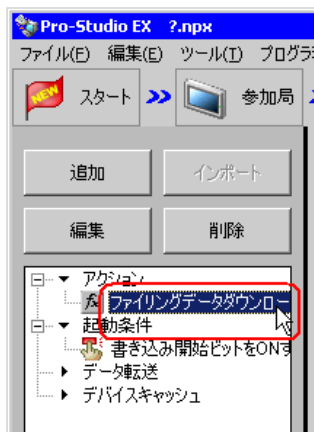 Pro-Studio EX ?.npx
ファイル(F) 編集(E) ツール(T) プログラ
NEW スタート 参加局
追加 インポート
編集 削除
アクション
fx ファイリングデータダウンロー
起動条件
書き込み開始ビットをONす
データ転送
デバイスキャッシュ